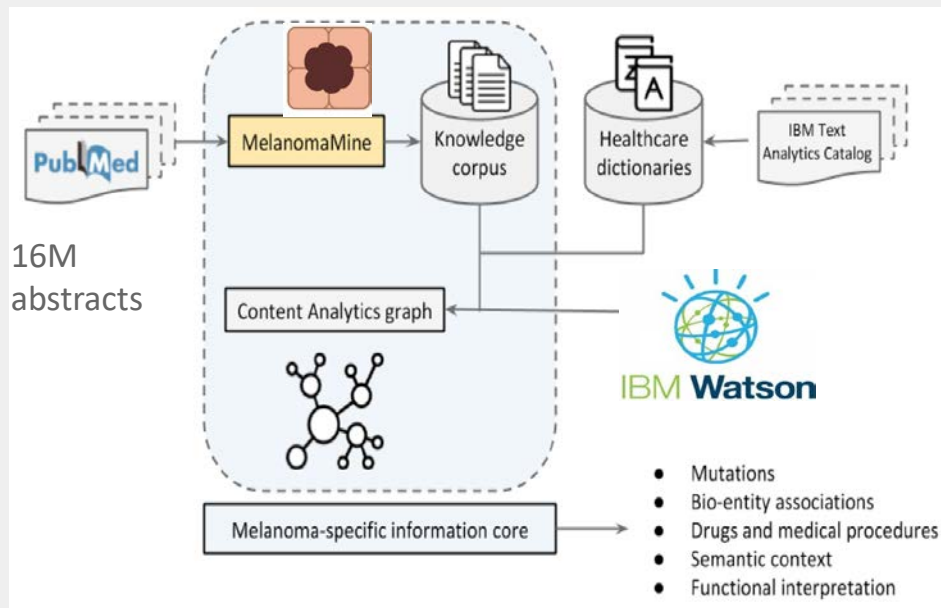 PubMed
16M
abstracts
MelanomaMine
Knowledge
corpus
Z
A
Healthcare
dictionaries
IBM Text
Analytics Catalog
Content Analytics graph
IBM Watson
Melanoma-specific information core
● Mutations
● Bio-entity associations
● Drugs and medical procedures
● Semantic context
● Functional interpretation